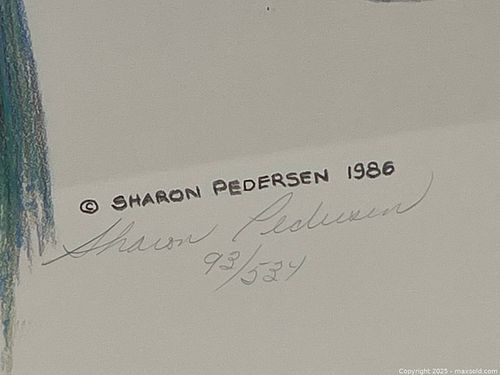 © SHARON PEDERSEN 1986
Sharon Pedersen
93/534
Copyright 2025 - maxsold.com